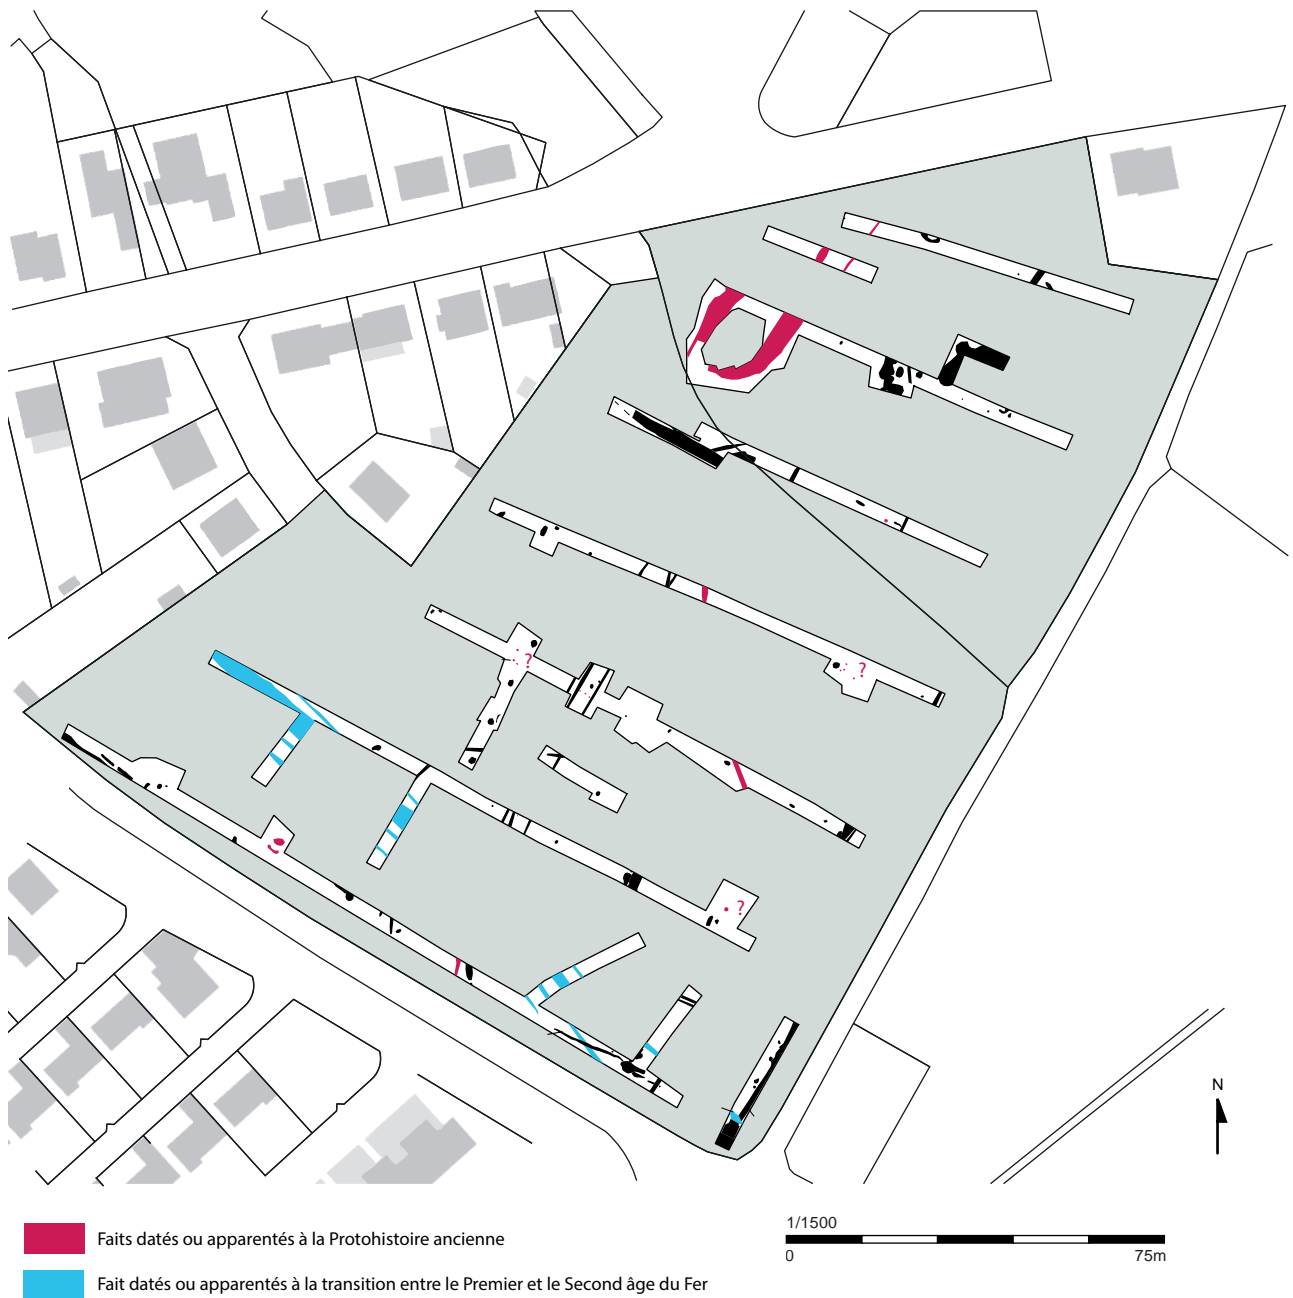 ?
?
?
N
1/1500
0 75m
Faits datés ou apparentés à la Protohistoire ancienne
Fait datés ou apparentés à la transition entre le Premier et le Second âge du Fer